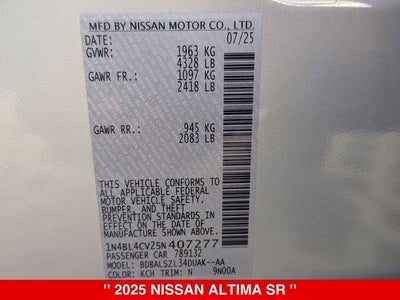 MFD BY NISSAN MOTOR CO., LTD.
DATE: 07/25
GVWR: 1963 KG
4328 LB
GAWR FR.: 1097 KG
2418 LB
GAWR RR.: 945 KG
2083 LB
THIS VEHICLE CONFORMS TO
ALL APPLICABLE FEDERAL
MOTOR VEHICLE SAFETY,
BUMPER, AND THEFT
PREVENTION STANDARDS
IN EFFECT ON THE DATE OF
MANUFACTURE SHOWN ABOVE.
1N4BL4CV2SN407277
PASSENGER CAR 789132
MODEL: BDBALSZL34DUAK--AA
COLOR: KCH TRIM: N 9N00A
" 2025 NISSAN ALTIMA SR "